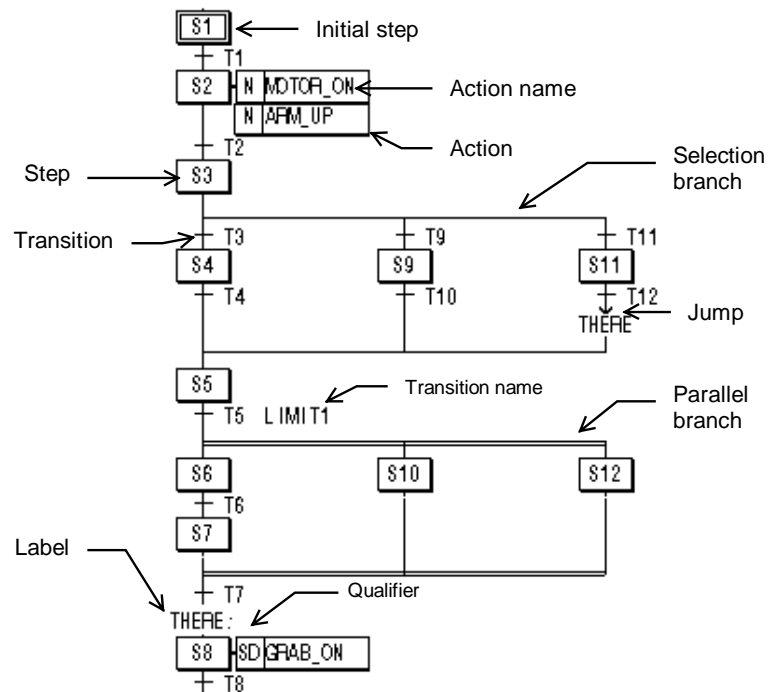 S1 Initial step
T1
S2 N MOTOR_ON Action name
N ARM_UP
T2 Action
Step S3 Selection
branch
Transition T3 T9 T11
S4 S9 S11
T4 T10 T12
THERE Jump
S5 Transition name Parallel
branch
T5 LIMIT1
S6 S10 S12
T6
S7
Label
T7 Qualifier
THERE:
S8 SD GRAB_ON
T8